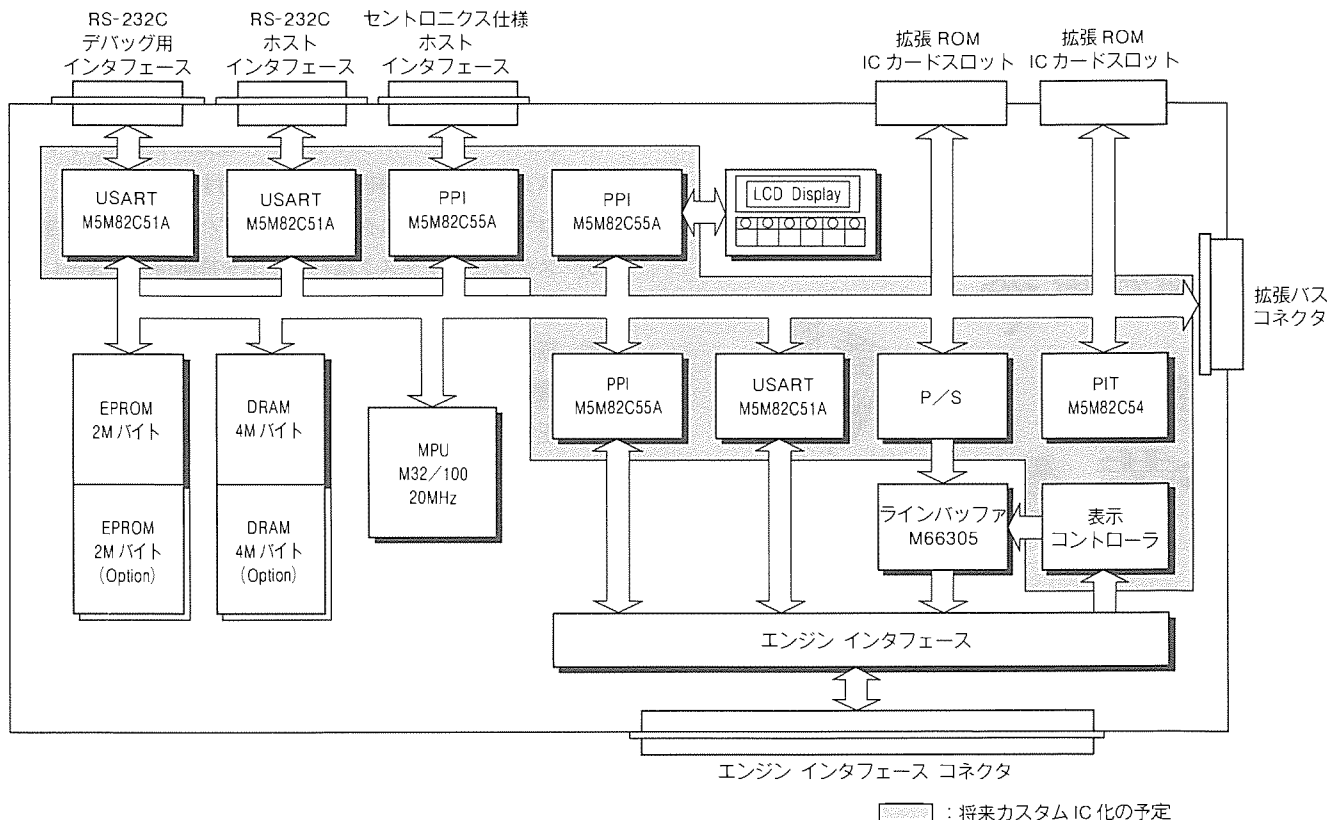 RS-232C
デバッグ用
インタフェース
RS-232C
ホスト
インタフェース
セントロニクス仕様
ホスト
インタフェース
拡張 ROM
IC カードスロット
拡張 ROM
IC カードスロット
USART
M5M82C51A
USART
M5M82C51A
PPI
M5M82C55A
PPI
M5M82C55A
LCD Display
拡張バス
コネクタ
EPROM
2M バイト
EPROM
2M バイト
(Option)
DRAM
4M バイト
DRAM
4M バイト
(Option)
MPU
M32/100
20MHz
PPI
M5M82C55A
USART
M5M82C51A
P/S
PIT
M5M82C54
ラインバッファ
M66305
表示
コントローラ
エンジン インタフェース
エンジン インタフェース コネクタ
:将来カスタム IC 化の予定